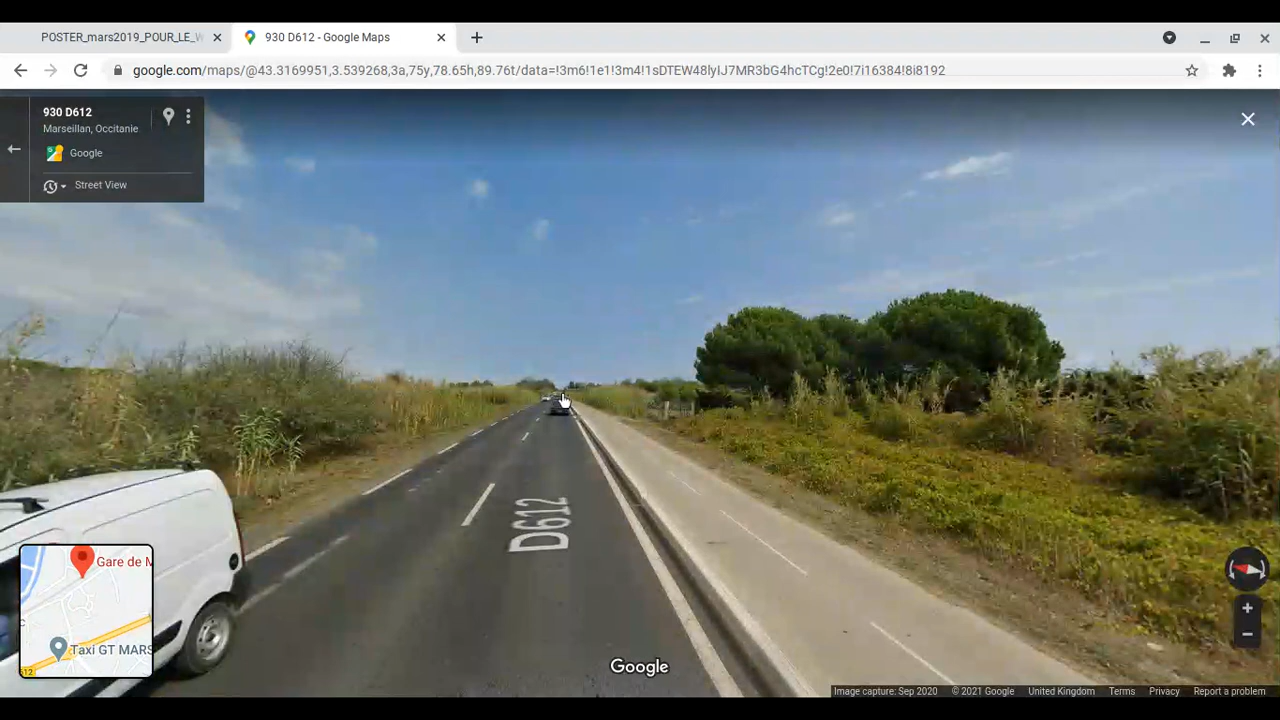 POSTER_mars2019_POUR_LE_W
930 D612 - Google Maps
google.com/maps/@43.3169951,3.539268,3a,75y,78.65h,89.76t/data=!3m6!1e1!3m4!1sDTEW48lyIJ7MR3bG4hcTCg!2e0!7i16384!8i8192
930 D612
Marseillan, Occitanie
Google
Street View
D612
Gare de M
Taxi GT MARS
Google
Image capture: Sep 2020 © 2021 Google United Kingdom Terms Privacy Report a problem